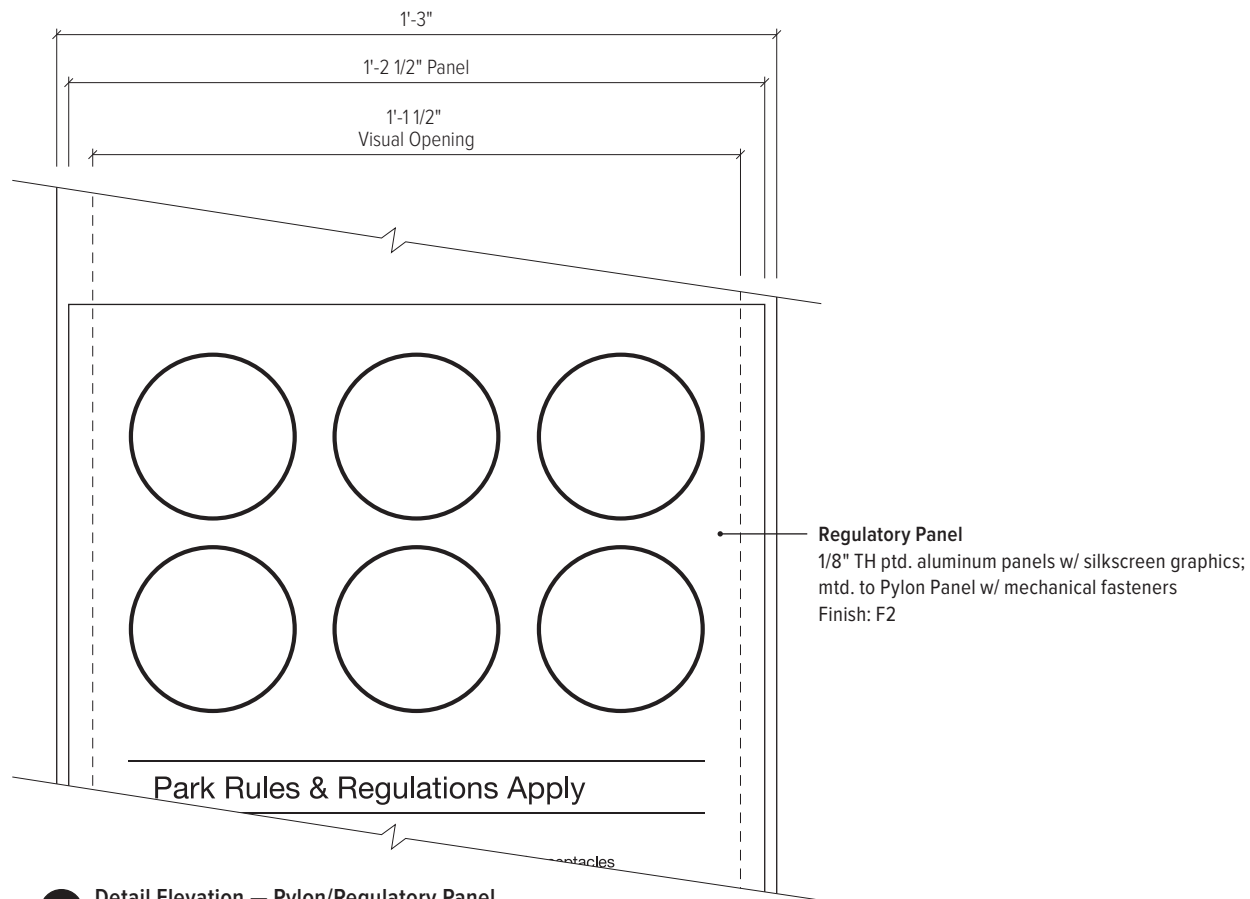 1'-3"
1'-2 1/2" Panel
1'-1 1/2"
Visual Opening
Regulatory Panel
1/8" TH ptd. aluminum panels w/ silkscreen graphics;
mtd. to Pylon Panel w/ mechanical fasteners
Finish: F2
Park Rules & Regulations Apply
Detail Elevation — Pylon/Regulatory Panel